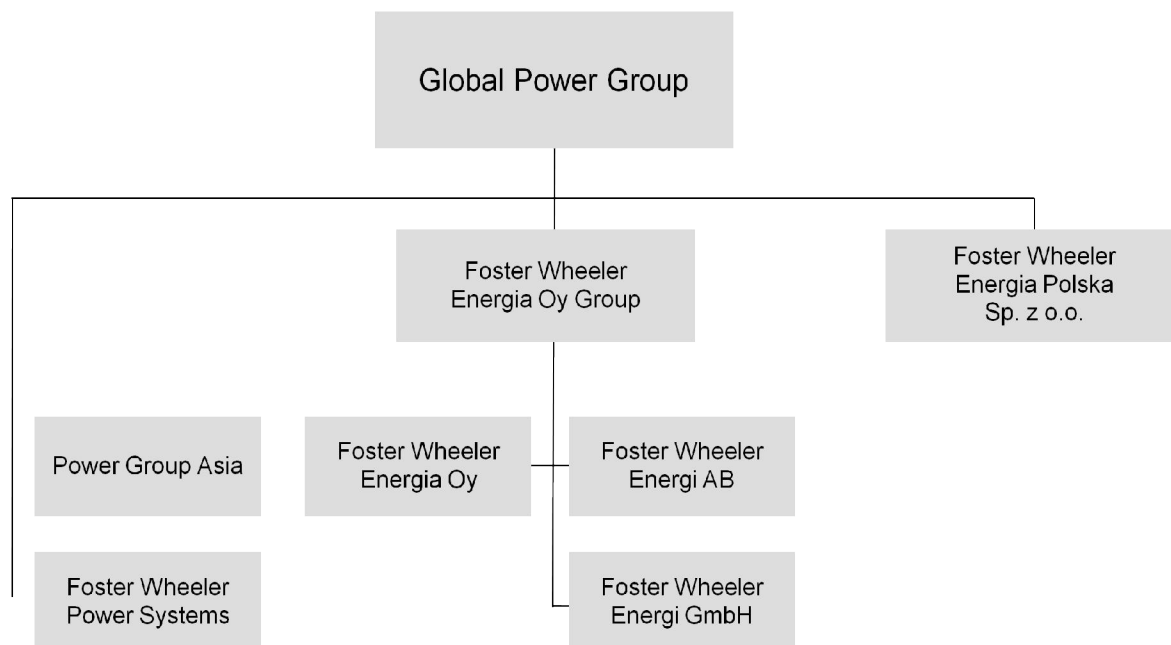 Global Power Group
Foster Wheeler
Energia Oy Group
Foster Wheeler
Energia Polska
Sp. z o.o.
Power Group Asia
Foster Wheeler
Energia Oy
Foster Wheeler
Energi AB
Foster Wheeler
Power Systems
Foster Wheeler
Energi GmbH